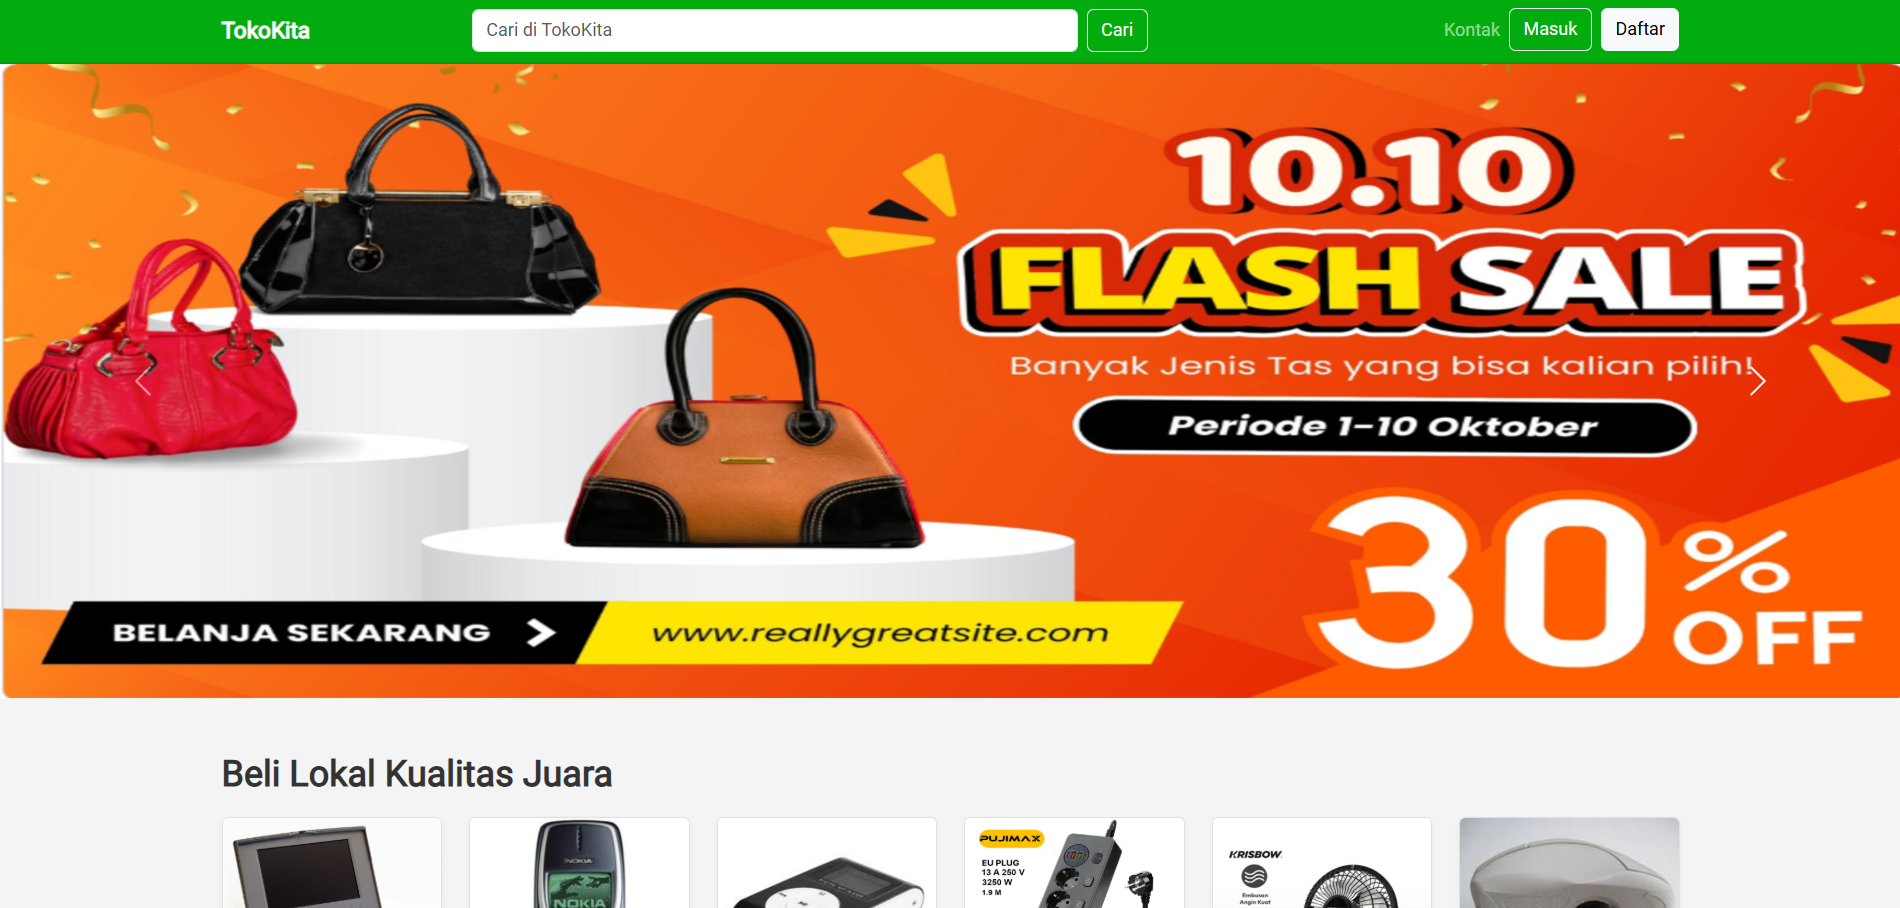 TokoKita
Cari di TokoKita
Cari
Kontak
Masuk
Daftar
10.10
FLASH SALE
Banyak Jenis Tas yang bisa kalian pilih!
Periode 1-10 Oktober
30% OFF
BELANJA SEKARANG
www.reallygreatsite.com
Beli Lokal Kualitas Juara
NOKIA
NOKIA
PUJIMAX
EU PLUG
13 A 250 V
3250 W
1.9 M
KRISBOW
Embusan
Angin Kuat